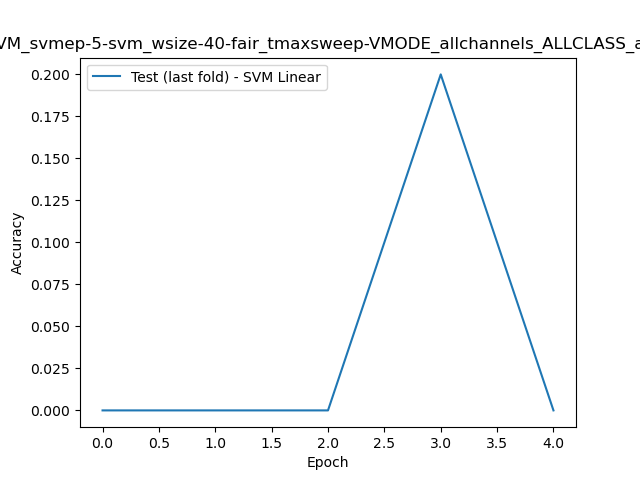 VM_svmep-5-svm_wsize-40-fair_tmaxsweep-VMODE_allchannels_ALLCLASS_a
Test (last fold) - SVM Linear
0.200
0.175
0.150
0.125
0.100
0.075
0.050
0.025
0.000
Accuracy
0.0 0.5 1.0 1.5 2.0 2.5 3.0 3.5 4.0
Epoch